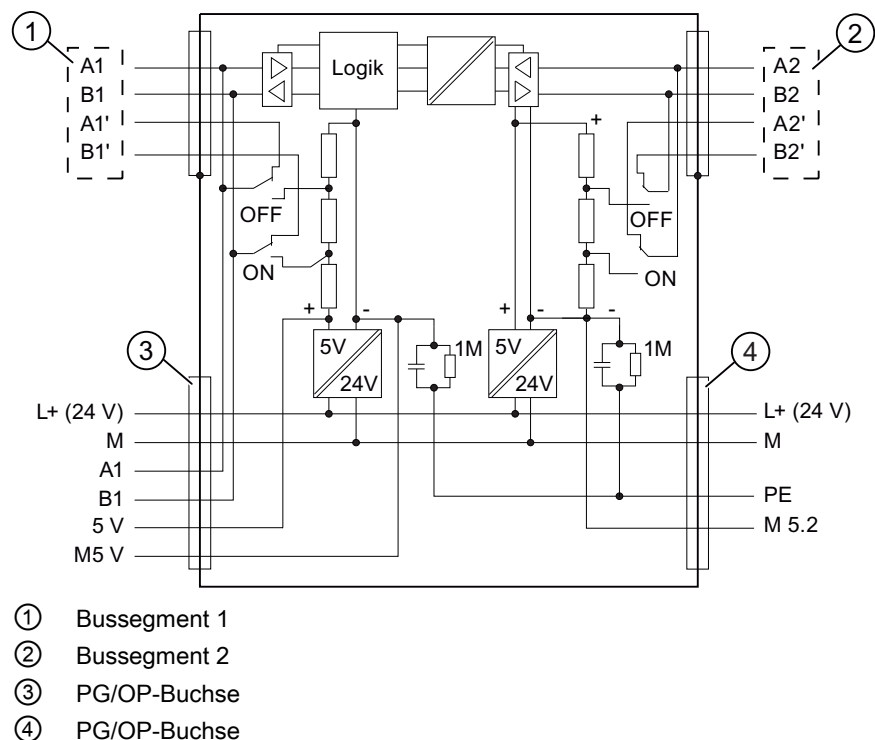 1
2
A1
B1
A1'
B1'
Logik
A2
B2
A2'
B2'
+
OFF
ON
OFF
ON
+
-
+
-
-
5V
24V
1M
5V
24V
1M
3
4
L+ (24 V)
M
A1
B1
5 V
M5 V
L+ (24 V)
M
PE
M 5.2
① Bussegment 1
② Bussegment 2
③ PG/OP-Buchse
④ PG/OP-Buchse